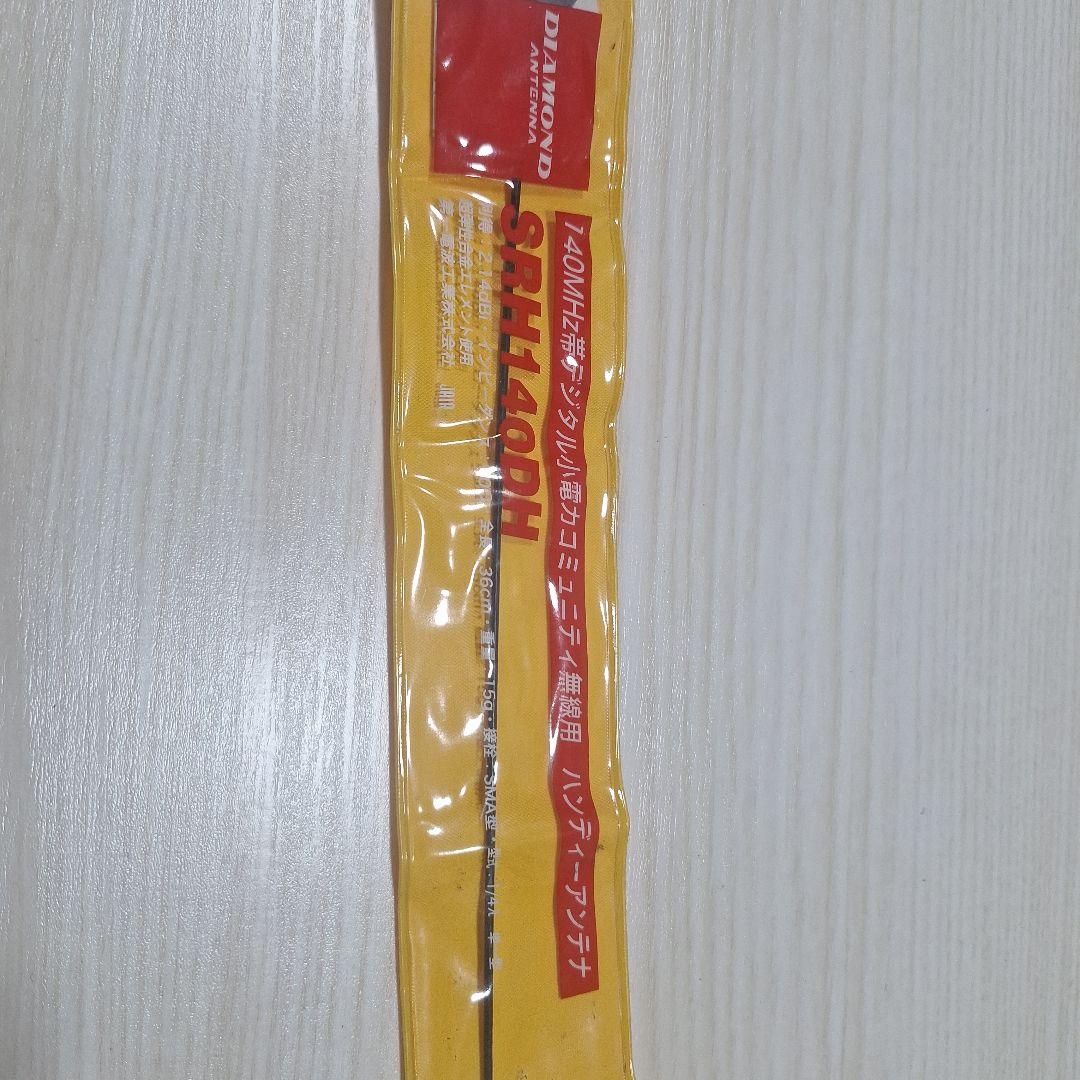 DIAMOND
ANTENNA
140MHz帯デジタル小電力コミュニティ無線用 ハンディーアンテナ
SRH140DH
利得:2.14dBi・インピーダンス 全長:36cm・重量:15g・接栓:SMA型・型式:1/4λ 単型
超弾性合金エレメント使用
第一電波工業株式会社